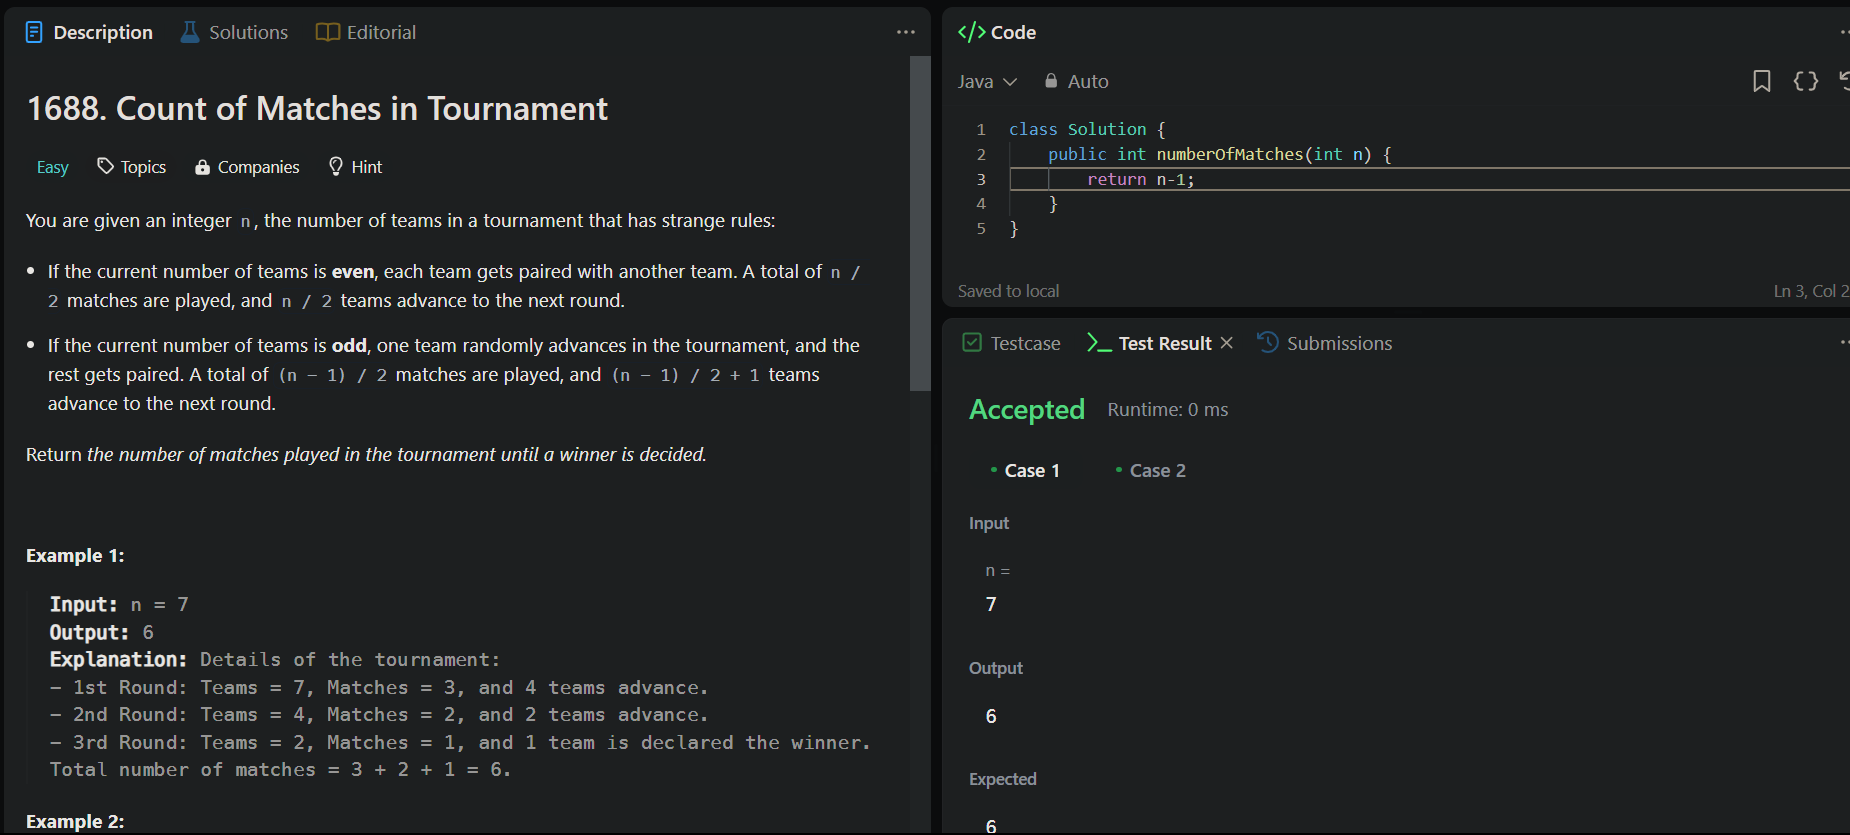 Description Solutions Editorial
1688. Count of Matches in Tournament
Easy Topics Companies Hint
You are given an integer n, the number of teams in a tournament that has strange rules:
• If the current number of teams is even, each team gets paired with another team. A total of n /
2 matches are played, and n / 2 teams advance to the next round.
• If the current number of teams is odd, one team randomly advances in the tournament, and the
rest gets paired. A total of (n - 1) / 2 matches are played, and (n - 1) / 2 + 1 teams
advance to the next round.
Return the number of matches played in the tournament until a winner is decided.
Example 1:
Input: n = 7
Output: 6
Explanation: Details of the tournament:
- 1st Round: Teams = 7, Matches = 3, and 4 teams advance.
- 2nd Round: Teams = 4, Matches = 2, and 2 teams advance.
- 3rd Round: Teams = 2, Matches = 1, and 1 team is declared the winner.
Total number of matches = 3 + 2 + 1 = 6.
Example 2:
</> Code
Java Auto
1 class Solution {
2 public int numberOfMatches(int n) {
3 return n-1;
4 }
5 }
Saved to local Ln 3, Col 2
Testcase >_ Test Result × Submissions
Accepted Runtime: 0 ms
• Case 1 • Case 2
Input
n =
7
Output
6
Expected
6